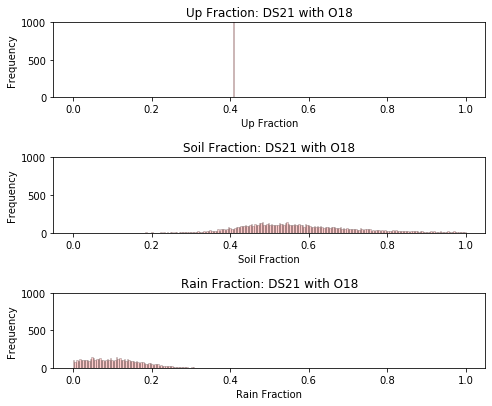 Up Fraction: DS21 with O18
1000
500
0
Frequency
0.0 0.2 0.4 0.6 0.8 1.0
Up Fraction
Soil Fraction: DS21 with O18
1000
500
0
Frequency
0.0 0.2 0.4 0.6 0.8 1.0
Soil Fraction
Rain Fraction: DS21 with O18
1000
500
0
Frequency
0.0 0.2 0.4 0.6 0.8 1.0
Rain Fraction